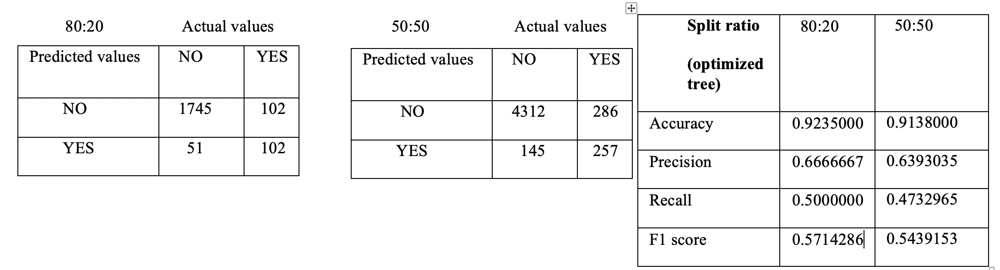 80:20 Actual values
Predicted values NO YES
NO 1745 102
YES 51 102
50:50 Actual values
Predicted values NO YES
NO 4312 286
YES 145 257
Split ratio 80:20 50:50
(optimized
tree)
Accuracy 0.9235000 0.9138000
Precision 0.6666667 0.6393035
Recall 0.5000000 0.4732965
F1 score 0.5714286 0.5439153